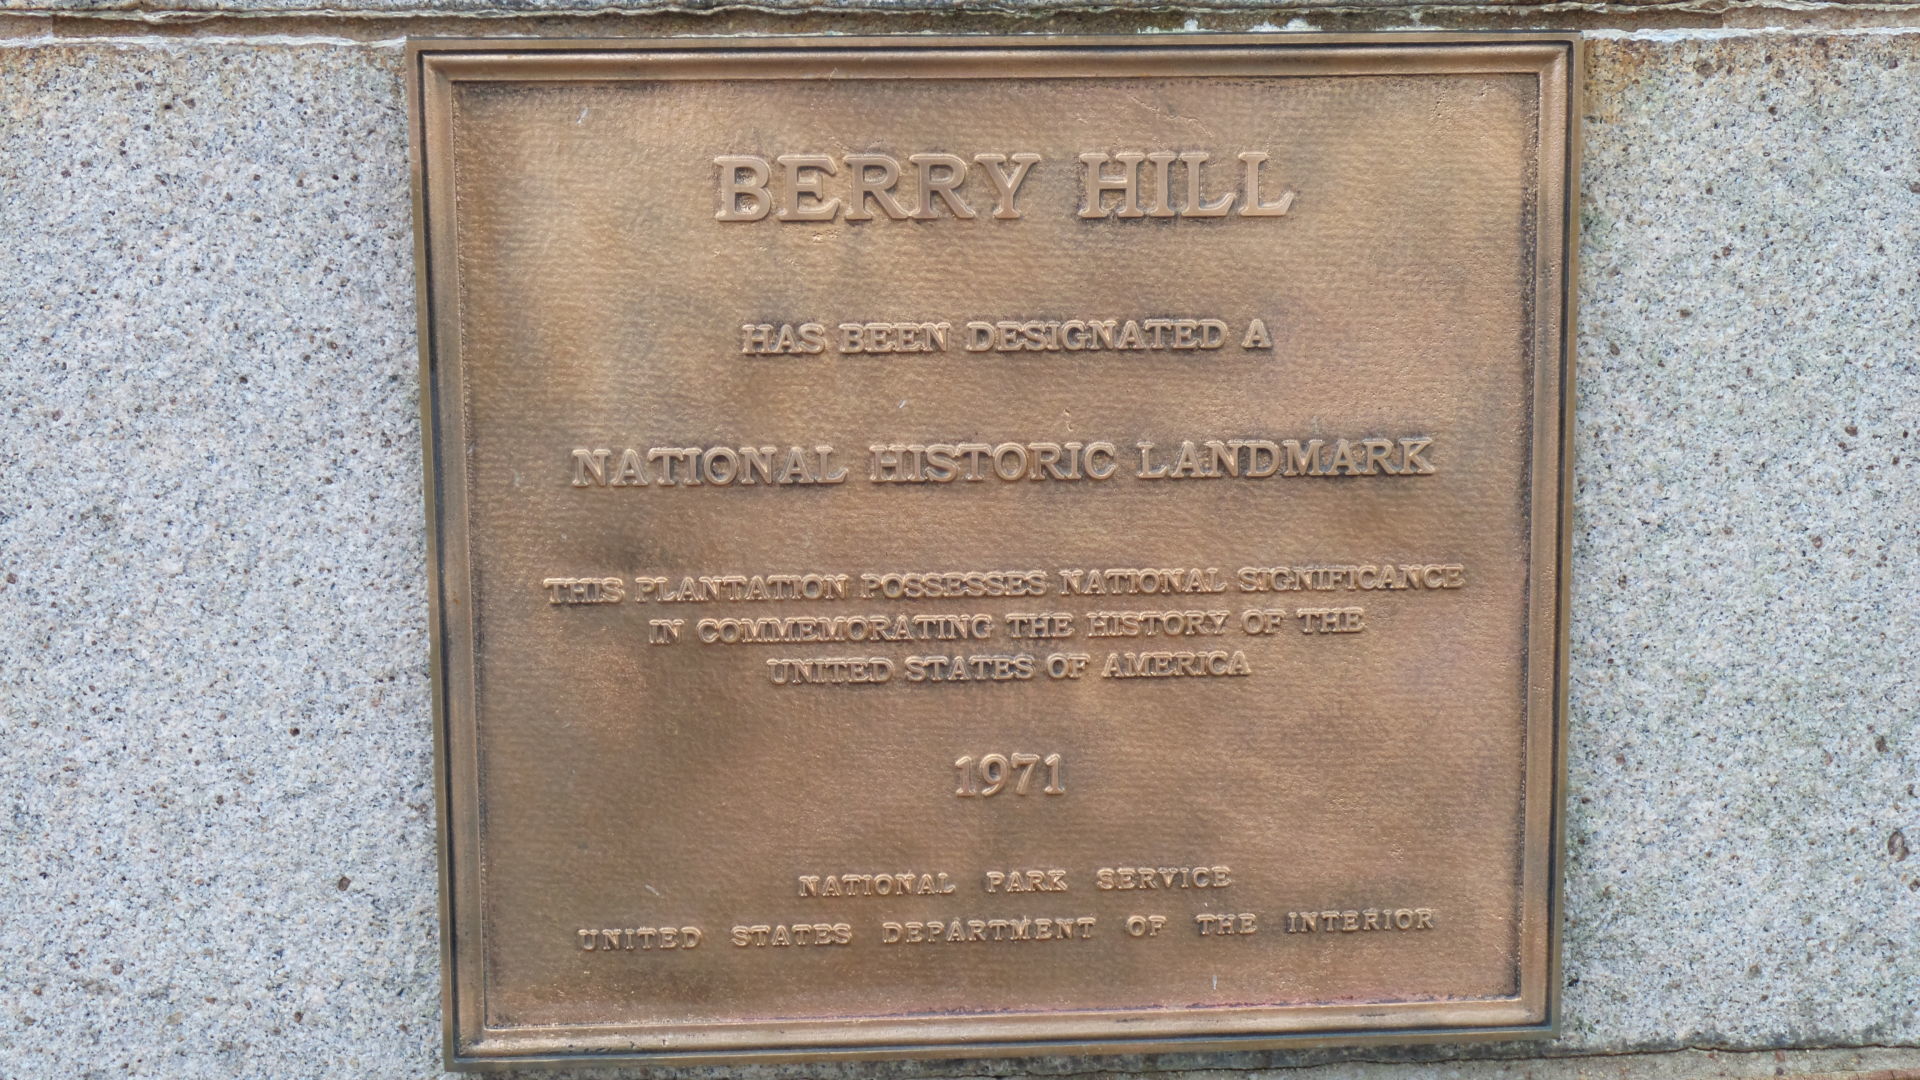 BERRY HILL
HAS BEEN DESIGNATED A
NATIONAL HISTORIC LANDMARK
THIS PLANTATION POSSESSES NATIONAL SIGNIFICANCE
IN COMMEMORATING THE HISTORY OF THE
UNITED STATES OF AMERICA
1971
NATIONAL PARK SERVICE
UNITED STATES DEPARTMENT OF THE INTERIOR